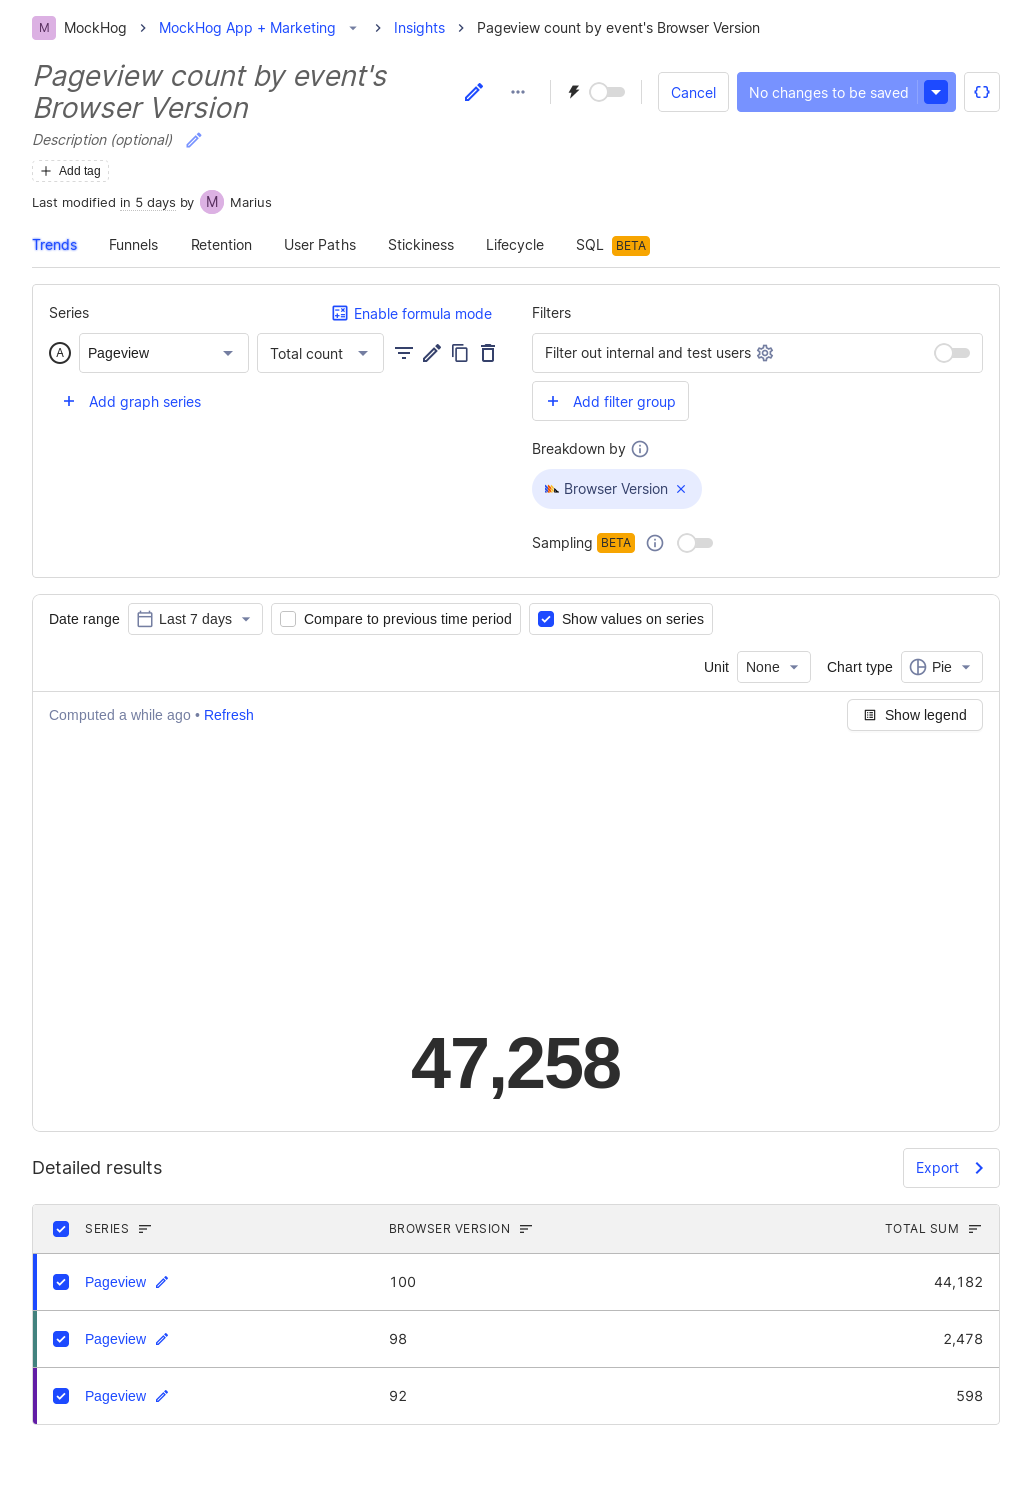 M MockHog MockHog App + Marketing Insights Pageview count by event's Browser Version
Pageview count by event's
Browser Version
Cancel No changes to be saved
Description (optional)
Add tag
Last modified in 5 days by M Marius
Trends Funnels Retention User Paths Stickiness Lifecycle SQL BETA
Series Enable formula mode
A Pageview Total count
Add graph series
Filters
Filter out internal and test users
Add filter group
Breakdown by
Browser Version
Sampling BETA
Date range Last 7 days Compare to previous time period Show values on series
Unit None Chart type Pie
Computed a while ago • Refresh Show legend
47,258
Detailed results Export
SERIES BROWSER VERSION TOTAL SUM
Pageview 100 44,182
Pageview 98 2,478
Pageview 92 598